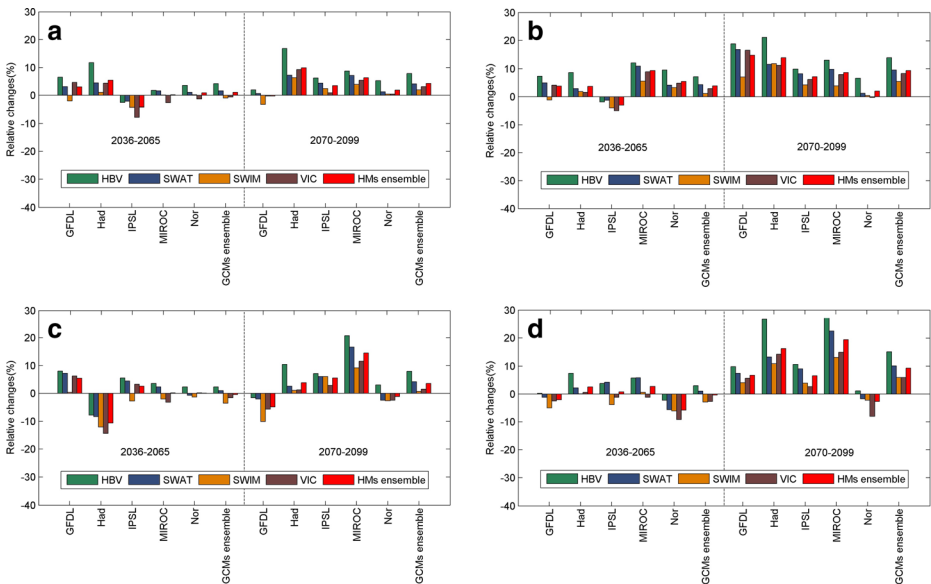 a
Relative changes(%)
30
20
10
0
-10
-20
-30
-40
2036-2065
2070-2099
HBV SWAT SWIM VIC HMs ensemble
GFDL
Had
IPSL
MIROC
Nor
GCMs ensemble
GFDL
Had
IPSL
MIROC
Nor
GCMs ensemble
b
Relative changes(%)
30
20
10
0
-10
-20
-30
-40
2036-2065
2070-2099
HBV SWAT SWIM VIC HMs ensemble
GFDL
Had
IPSL
MIROC
Nor
GCMs ensemble
GFDL
Had
IPSL
MIROC
Nor
GCMs ensemble
c
Relative changes(%)
30
20
10
0
-10
-20
-30
-40
2036-2065
2070-2099
HBV SWAT SWIM VIC HMs ensemble
GFDL
Had
IPSL
MIROC
Nor
GCMs ensemble
GFDL
Had
IPSL
MIROC
Nor
GCMs ensemble
d
Relative changes(%)
30
20
10
0
-10
-20
-30
-40
2036-2065
2070-2099
HBV SWAT SWIM VIC HMs ensemble
GFDL
Had
IPSL
MIROC
Nor
GCMs ensemble
GFDL
Had
IPSL
MIROC
Nor
GCMs ensemble